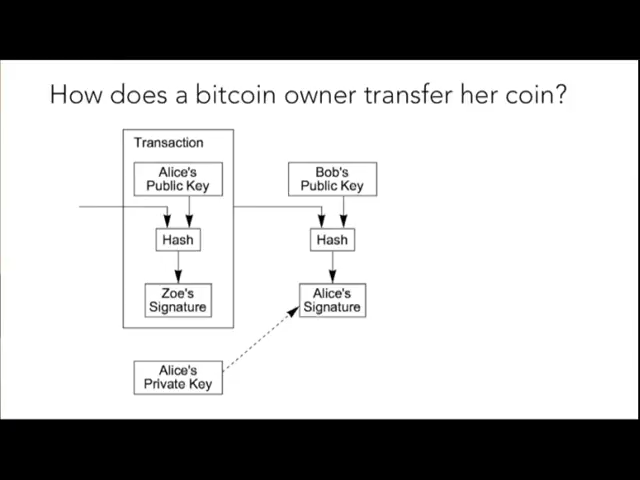 How does a bitcoin owner transfer her coin?
Transaction
Alice's
Public Key
Bob's
Public Key
Hash
Hash
Zoe's
Signature
Alice's
Signature
Alice's
Private Key